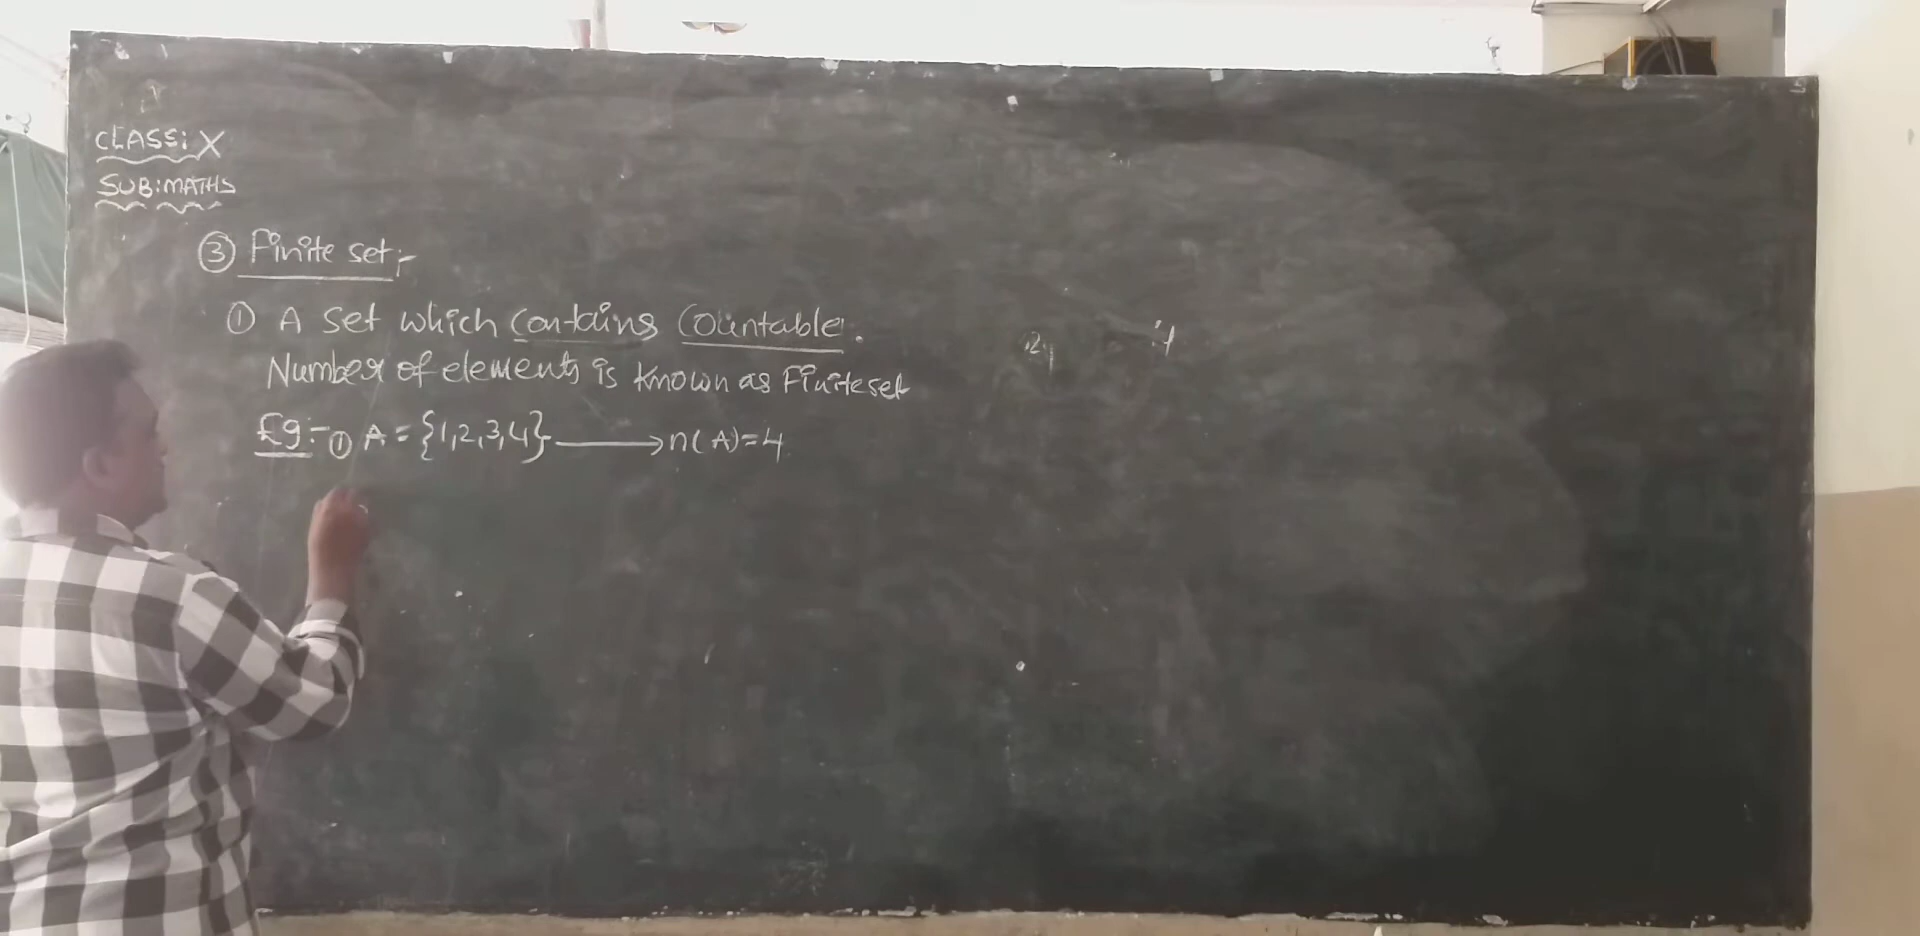 CLASS: X
SUB: MATHS
③ Finite set :-
① A set which contains Countable.
Number of elements is known as Finite set
Eg:- ① A = {1,2,3,4} ⟶ n(A)=4